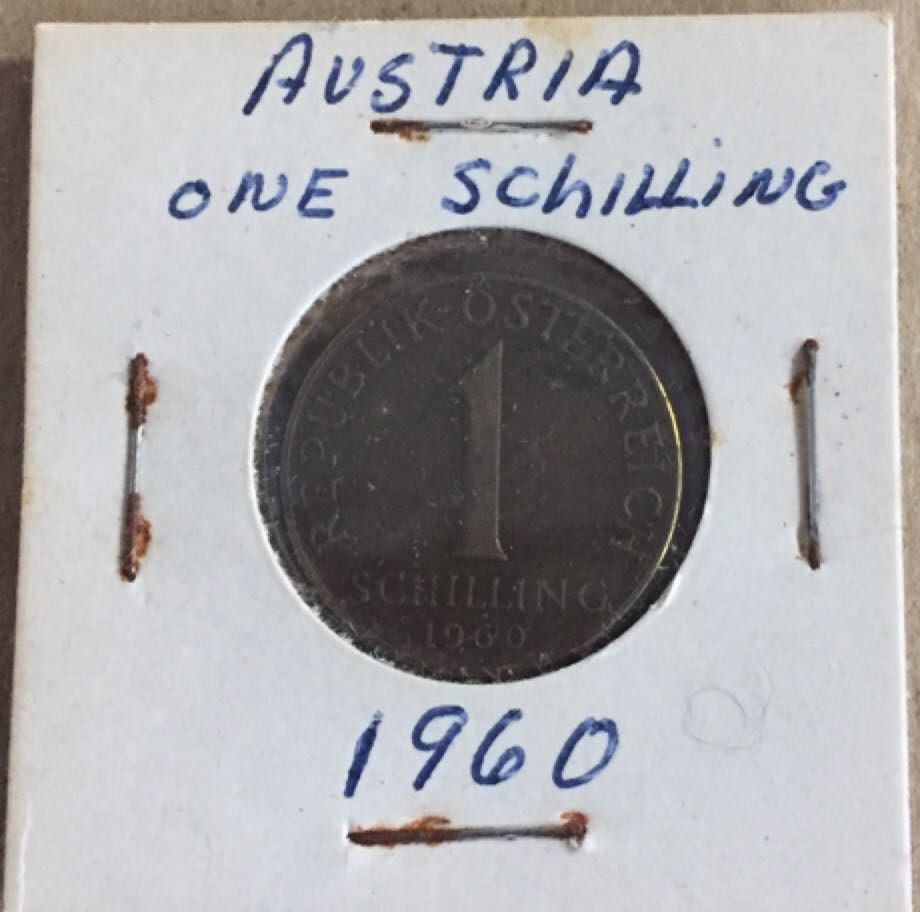 AUSTRIA
ONE SCHILLING
REPUBLIK·ÖSTERREICH
1
SCHILLING
1960
1960